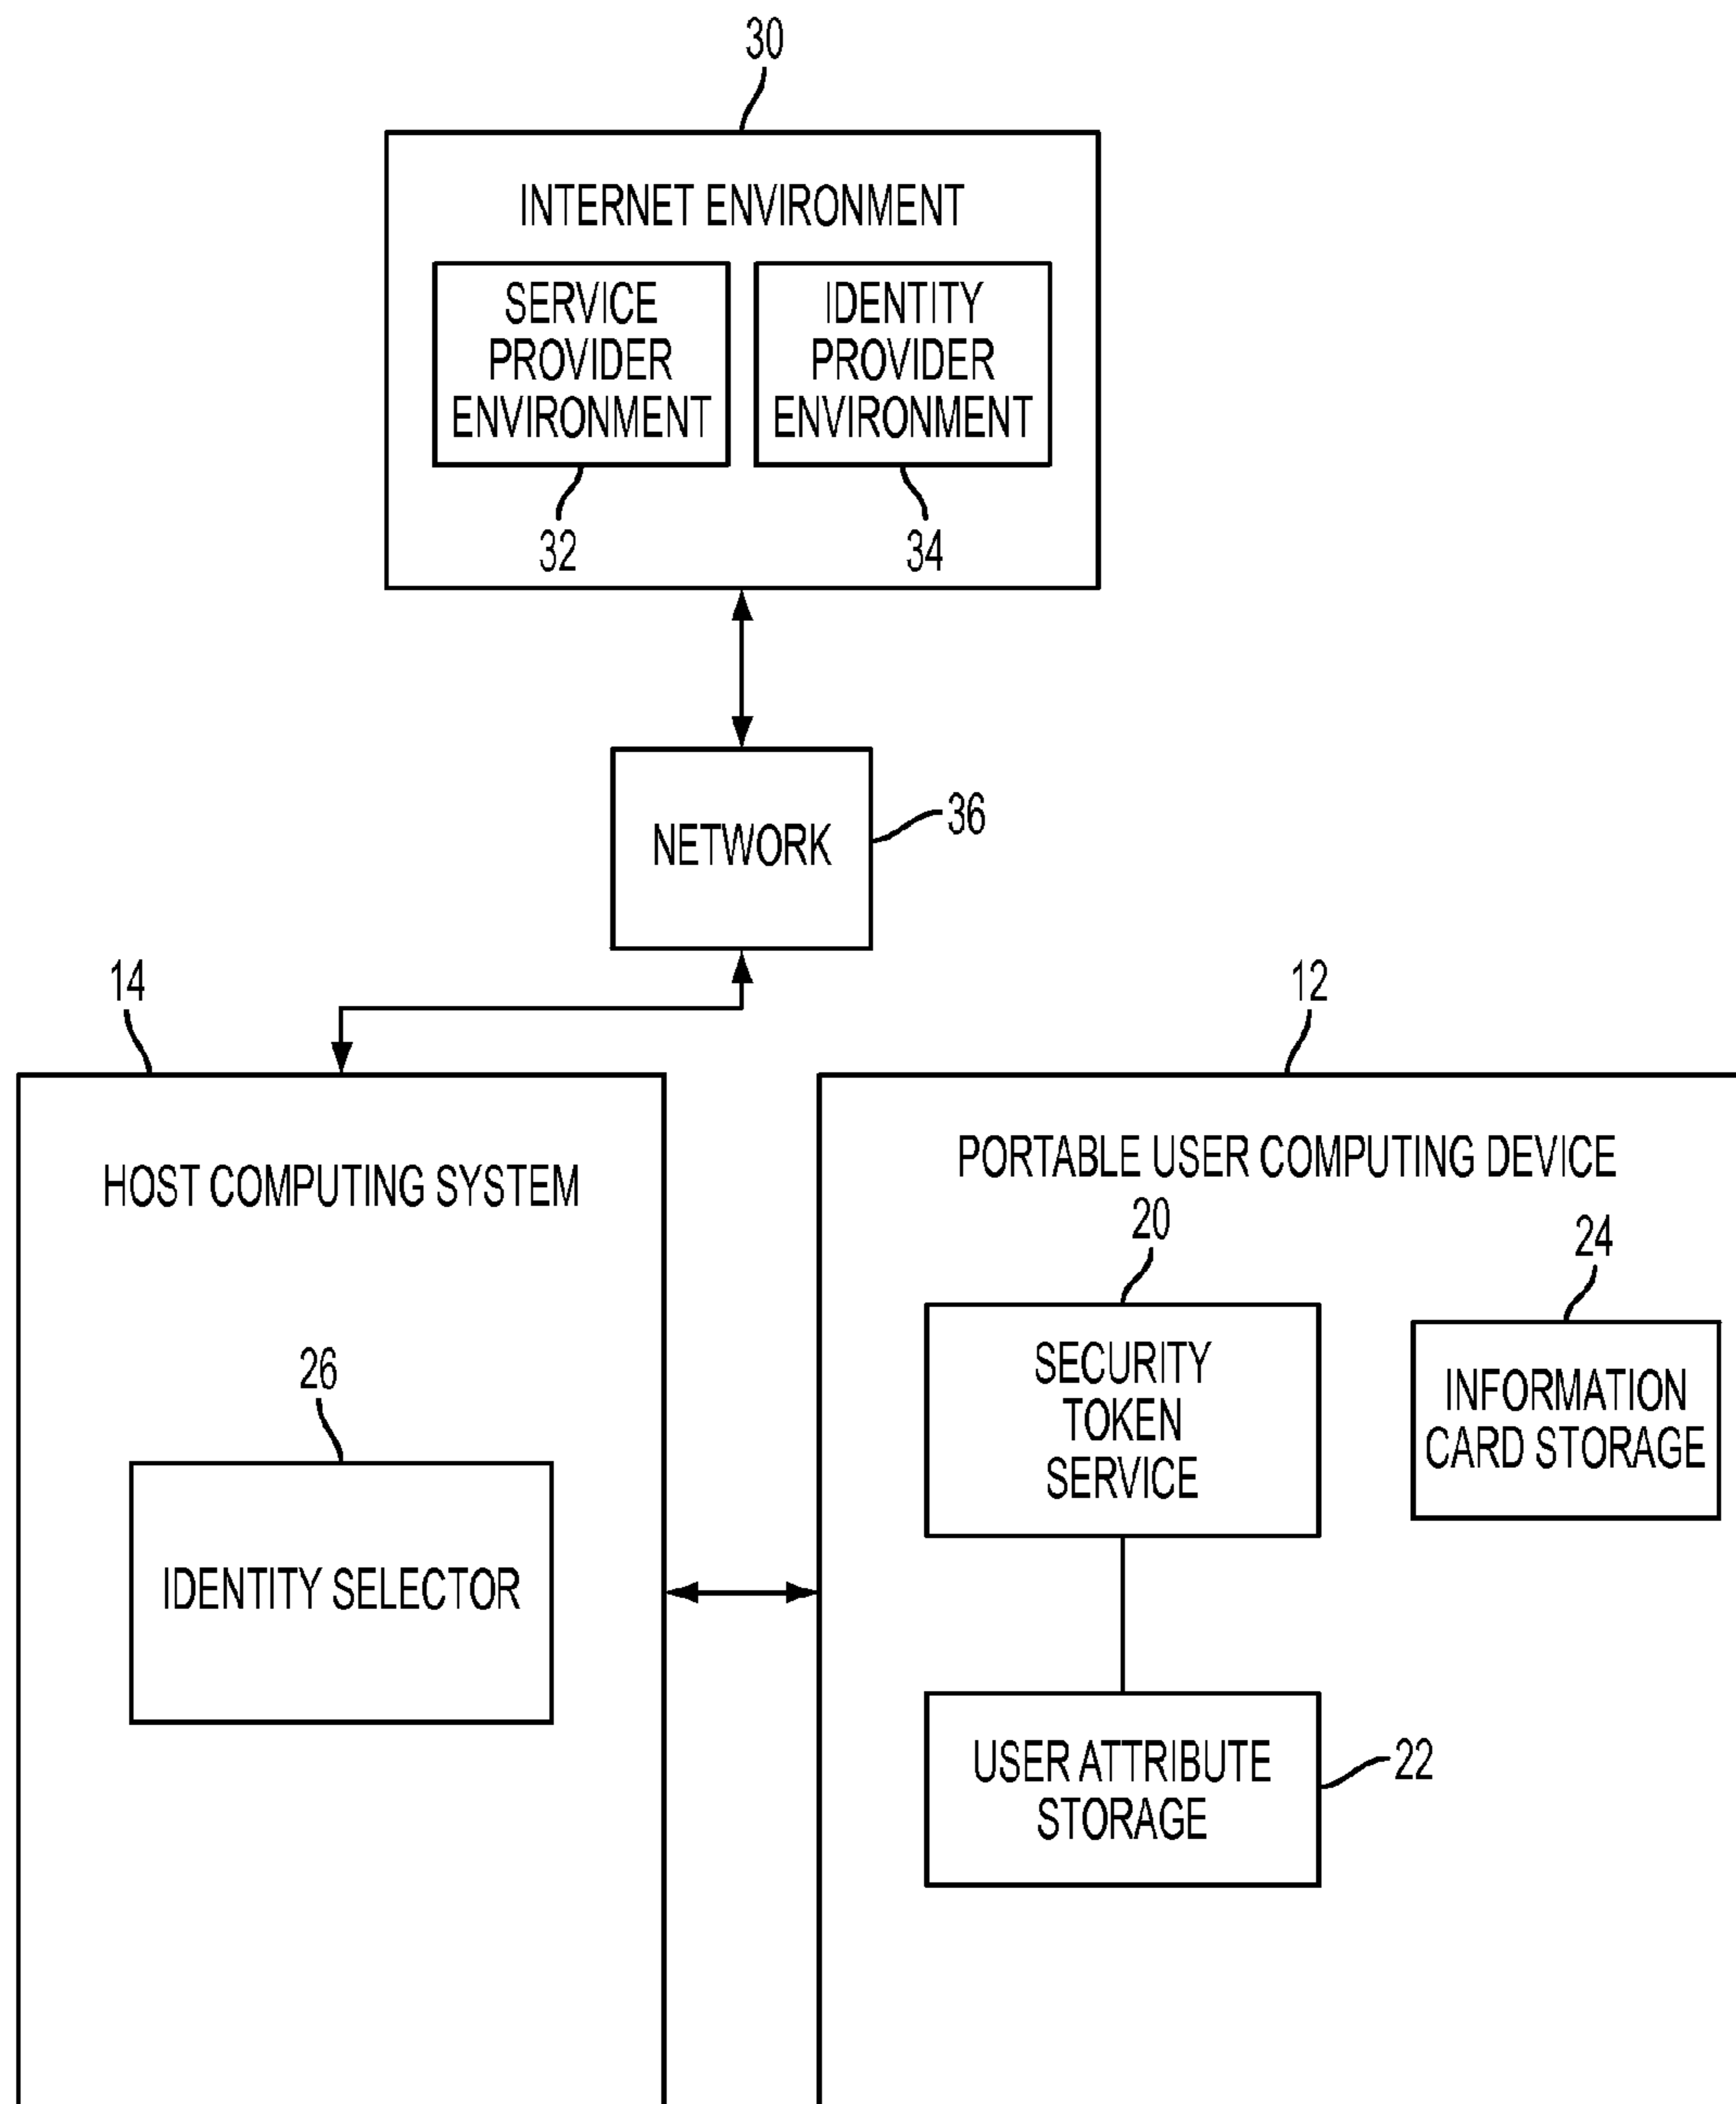 30
INTERNET ENVIRONMENT
SERVICE
PROVIDER
ENVIRONMENT
32
IDENTITY
PROVIDER
ENVIRONMENT
34
NETWORK
36
14
HOST COMPUTING SYSTEM
26
IDENTITY SELECTOR
12
PORTABLE USER COMPUTING DEVICE
20
SECURITY
TOKEN
SERVICE
24
INFORMATION
CARD STORAGE
USER ATTRIBUTE
STORAGE
22